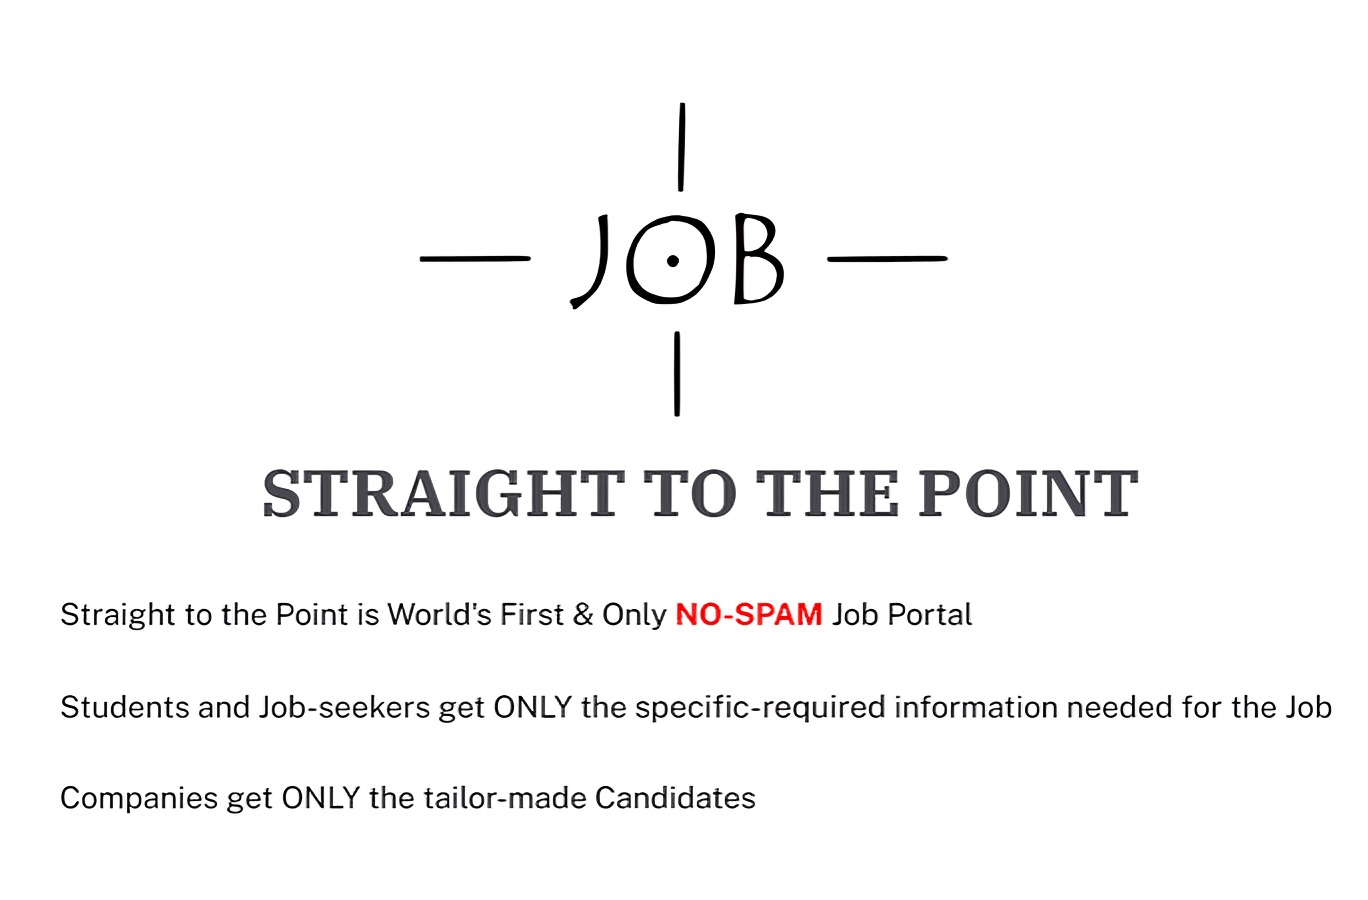 JOB
STRAIGHT TO THE POINT
Straight to the Point is World's First & Only NO-SPAM Job Portal
Students and Job-seekers get ONLY the specific-required information needed for the Job
Companies get ONLY the tailor-made Candidates